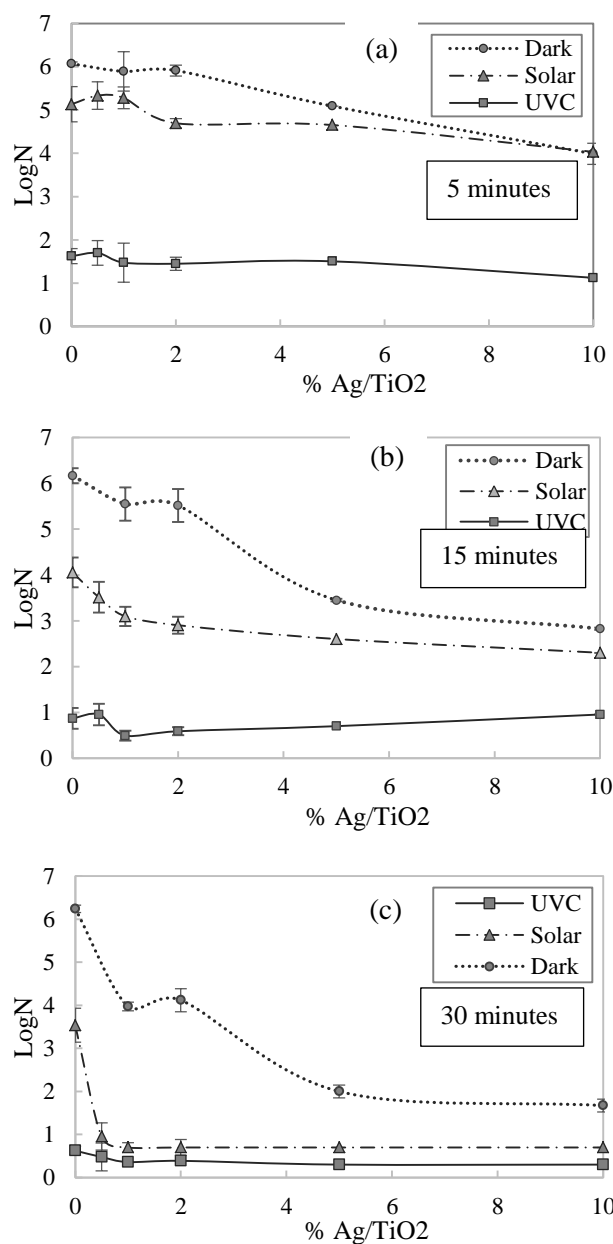 (a)
Dark
Solar
UVC
5 minutes
LogN
7
6
5
4
3
2
1
0
0 2 4 6 8 10
% Ag/TiO2
(b)
Dark
Solar
UVC
15 minutes
LogN
7
6
5
4
3
2
1
0
0 2 4 6 8 10
% Ag/TiO2
(c)
UVC
Solar
Dark
30 minutes
LogN
7
6
5
4
3
2
1
0
0 2 4 6 8 10
% Ag/TiO2